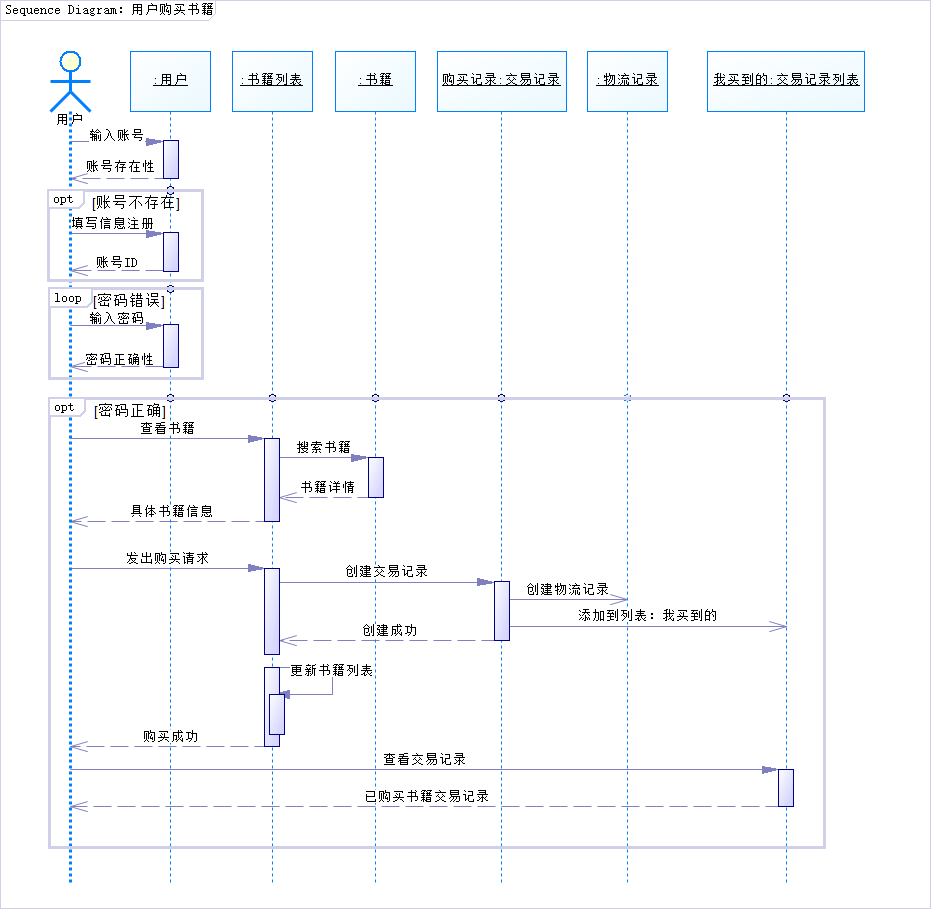 Sequence Diagram: 用户购买书籍
用户
:用户
:书籍列表
:书籍
购买记录:交易记录
:物流记录
我买到的:交易记录列表
输入账号
账号存在性
opt
[账号不存在]
填写信息注册
账号ID
loop
[密码错误]
输入密码
密码正确性
opt
[密码正确]
查看书籍
搜索书籍
书籍详情
具体书籍信息
发出购买请求
创建交易记录
创建物流记录
添加到列表: 我买到的
创建成功
更新书籍列表
购买成功
查看交易记录
已购买书籍交易记录